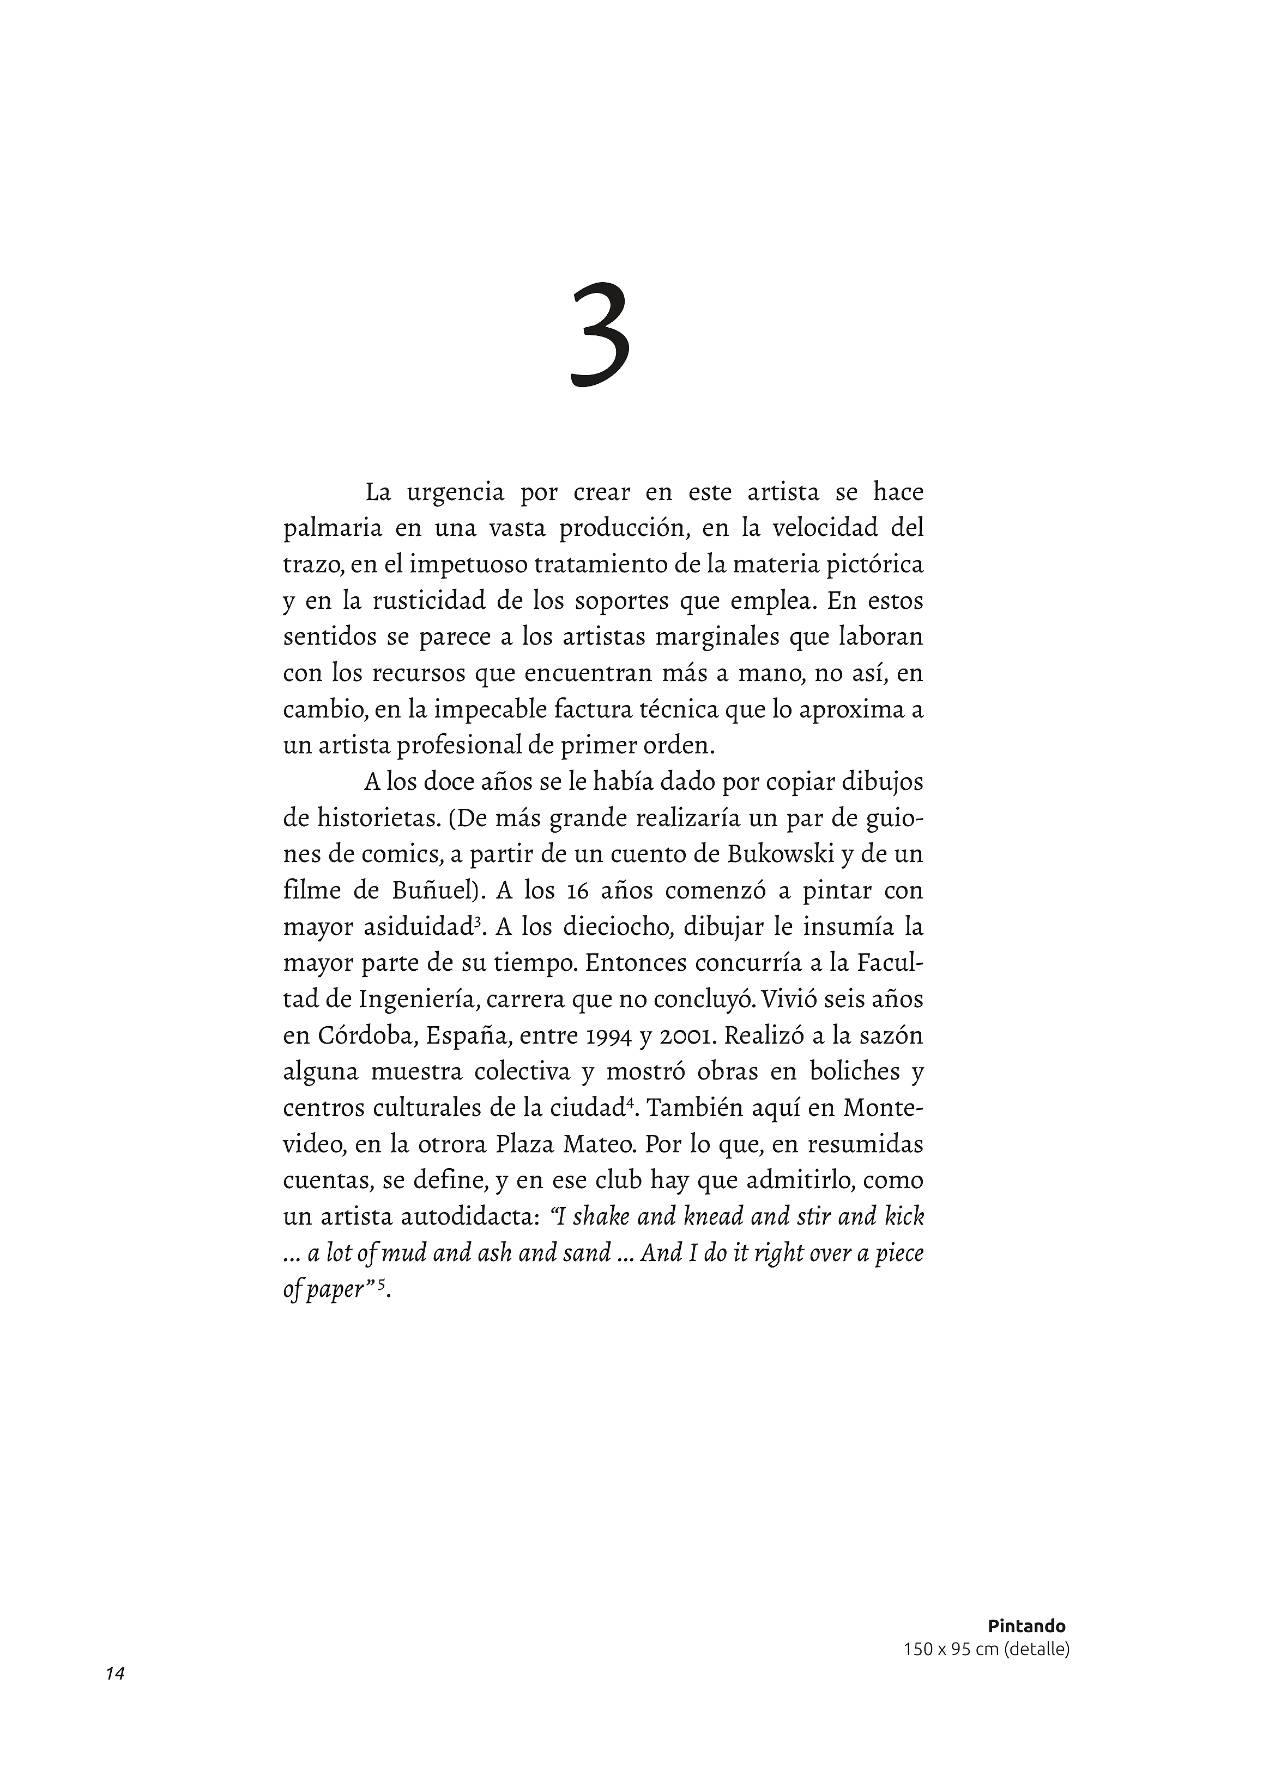 3
La urgencia por crear en este artista se hace
palmaria en una vasta producción, en la velocidad del
trazo, en el impetuoso tratamiento de la materia pictórica
y en la rusticidad de los soportes que emplea. En estos
sentidos se parece a los artistas marginales que laboran
con los recursos que encuentran más a mano, no así, en
cambio, en la impecable factura técnica que lo aproxima a
un artista profesional de primer orden.
A los doce años se le había dado por copiar dibujos
de historietas. (De más grande realizaría un par de guio-
nes de comics, a partir de un cuento de Bukowski y de un
filme de Buñuel). A los 16 años comenzó a pintar con
mayor asiduidad³. A los dieciocho, dibujar le insumía la
mayor parte de su tiempo. Entonces concurría a la Facul-
tad de Ingeniería, carrera que no concluyó. Vivió seis años
en Córdoba, España, entre 1994 y 2001. Realizó a la sazón
alguna muestra colectiva y mostró obras en boliches y
centros culturales de la ciudad⁴. También aquí en Monte-
video, en la otrora Plaza Mateo. Por lo que, en resumidas
cuentas, se define, y en ese club hay que admitirlo, como
un artista autodidacta: “I shake and knead and stir and kick
... a lot of mud and ash and sand ... And I do it right over a piece
of paper” ⁵.
Pintando
150 x 95 cm (detalle)
14